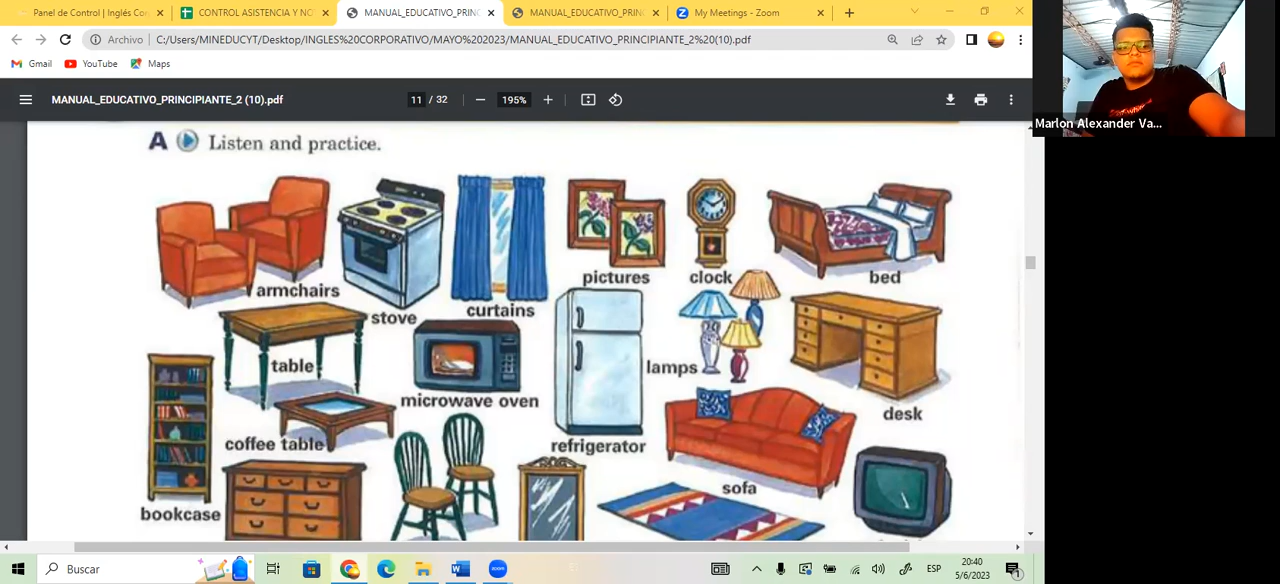 Panel de Control | Inglés Cor
CONTROL ASISTENCIA Y NO
MANUAL_EDUCATIVO_PRINC
MANUAL_EDUCATIVO_PRINC
My Meetings - Zoom
Archivo
C:/Users/MINEDUCYT/Desktop/INGLES%20CORPORATIVO/MAYO%202023/MANUAL_EDUCATIVO_PRINCIPIANTE_2%20(10).pdf
Gmail
YouTube
Maps
MANUAL_EDUCATIVO_PRINCIPIANTE_2 (10).pdf
11 / 32
195%
Marlon Alexander Va...
A Listen and practice.
armchairs
stove
curtains
pictures
clock
bed
table
microwave oven
lamps
desk
coffee table
refrigerator
sofa
bookcase
Buscar
ESP
20:40
5/6/2023